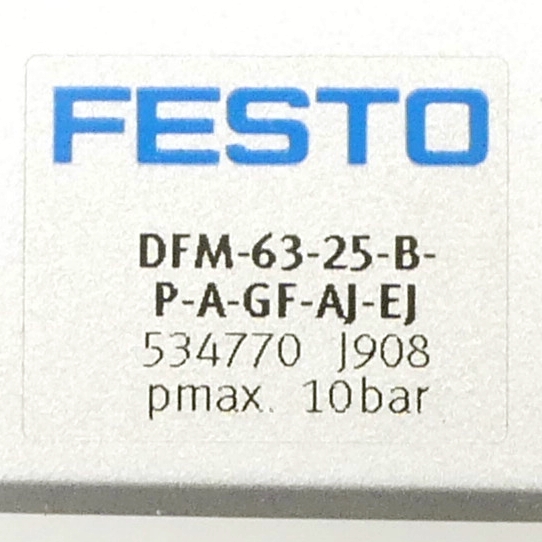 FESTO
DFM-63-25-B-
P-A-GF-AJ-EJ
534770 J908
pmax. 10bar